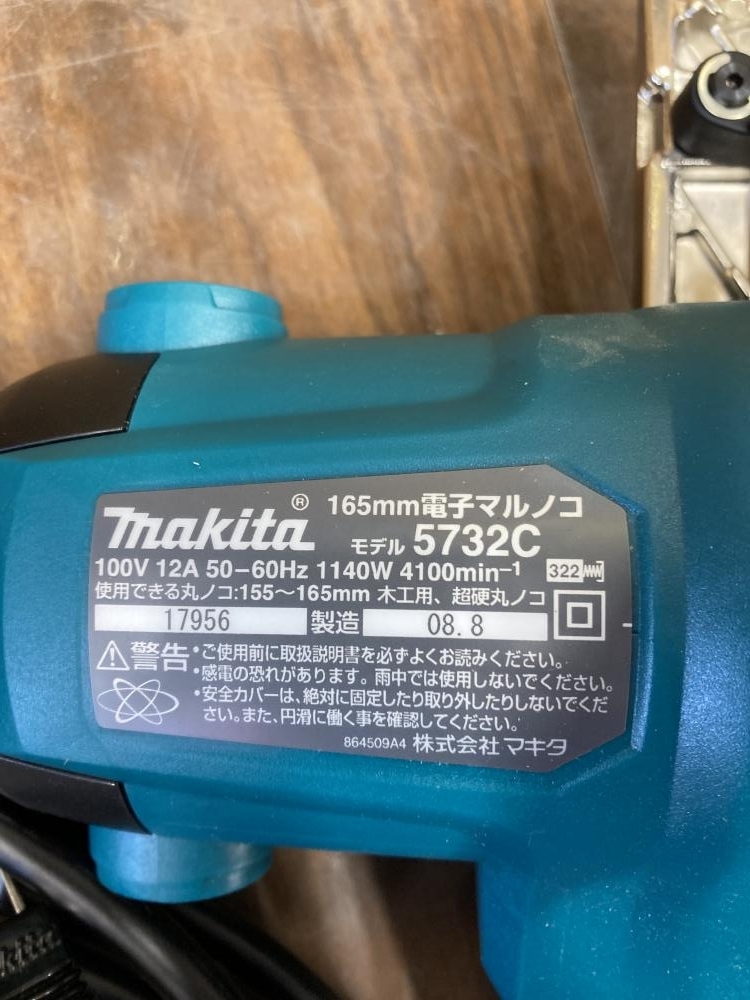 makita® 165mm電子マルノコ
モデル 5732C
100V 12A 50−60Hz 1140W 4100min⁻¹ 322
使用できる丸ノコ:155〜165mm 木工用、超硬丸ノコ
17956 製造 08.8
警告 •ご使用前に取扱説明書を必ずよくお読みください。
•感電の恐れがあります。雨中では使用しないでください。
•安全カバーは、絶対に固定したり取り外したりしないでくだ
さい。また、円滑に働く事を確認してください。
864509A4 株式会社 マキタ